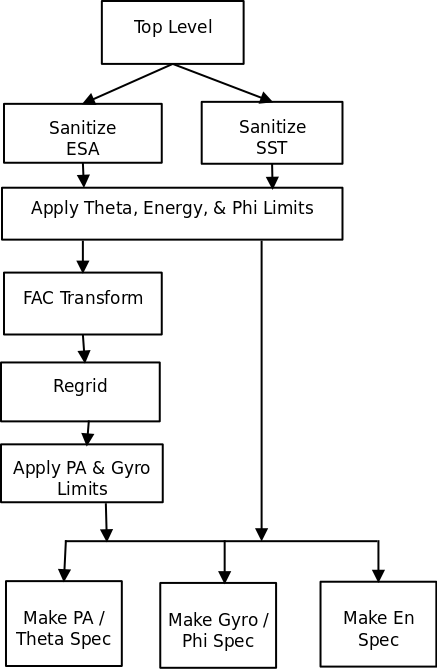 Top Level
Sanitize
ESA
Sanitize
SST
Apply Theta, Energy, & Phi Limits
FAC Transform
Regrid
Apply PA & Gyro
Limits
Make PA /
Theta Spec
Make Gyro /
Phi Spec
Make En
Spec